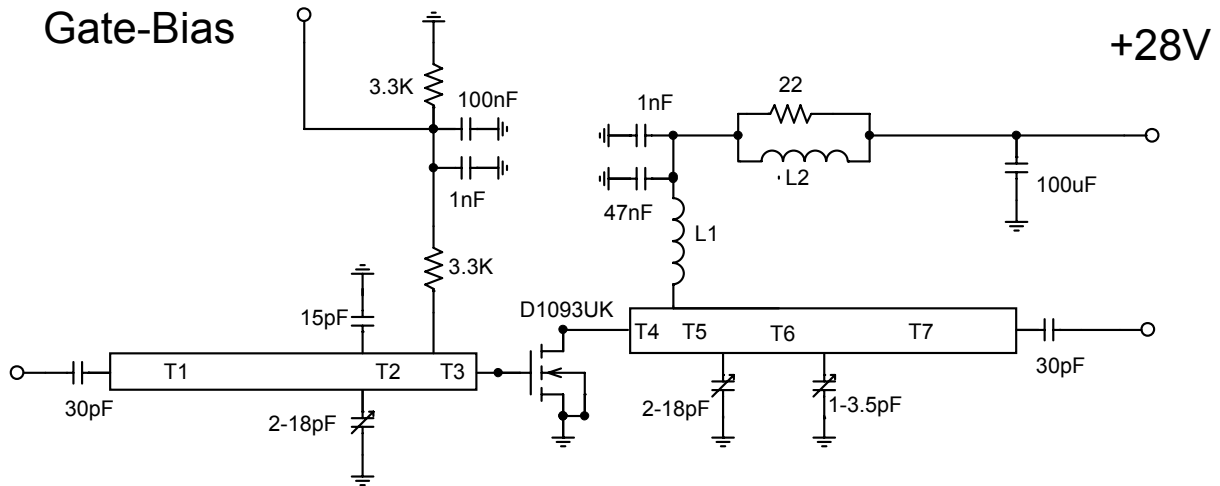 Gate-Bias
+28V
3.3K
100nF
1nF
22
1nF
L2
100uF
47nF
L1
3.3K
15pF
D1093UK
T1
T2
T3
T4
T5
T6
T7
30pF
2-18pF
2-18pF
1-3.5pF
30pF